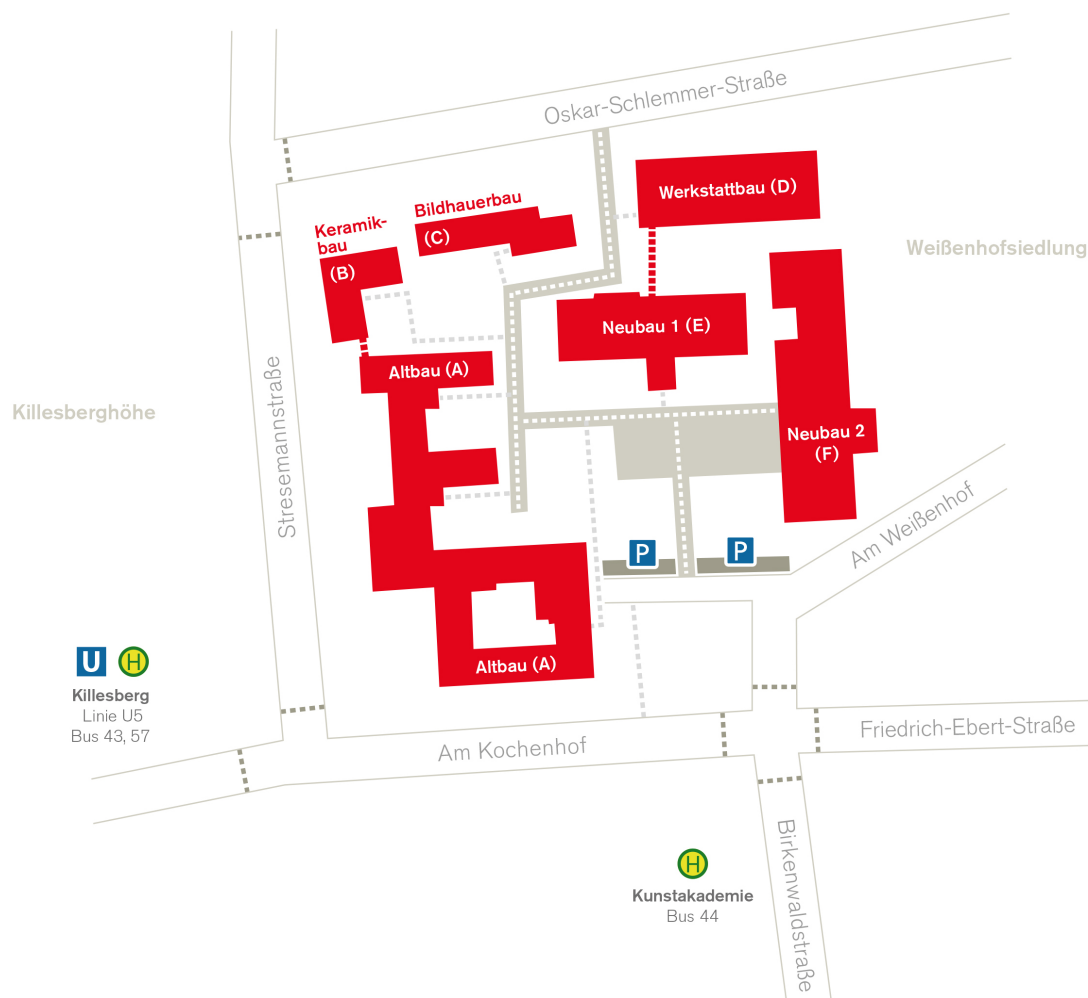 Oskar-Schlemmer-Straße
Werkstattbau (D)
Bildhauerbau
(C)
Keramik-
bau
(B)
Weißenhofsiedlung
Neubau 1 (E)
Altbau (A)
Killesberghöhe
Stresemannstraße
Neubau 2
(F)
Am Weißenhof
P
P
Altbau (A)
U
H
Killesberg
Linie U5
Bus 43, 57
Am Kochenhof
Friedrich-Ebert-Straße
H
Kunstakademie
Bus 44
Birkenwaldstraße